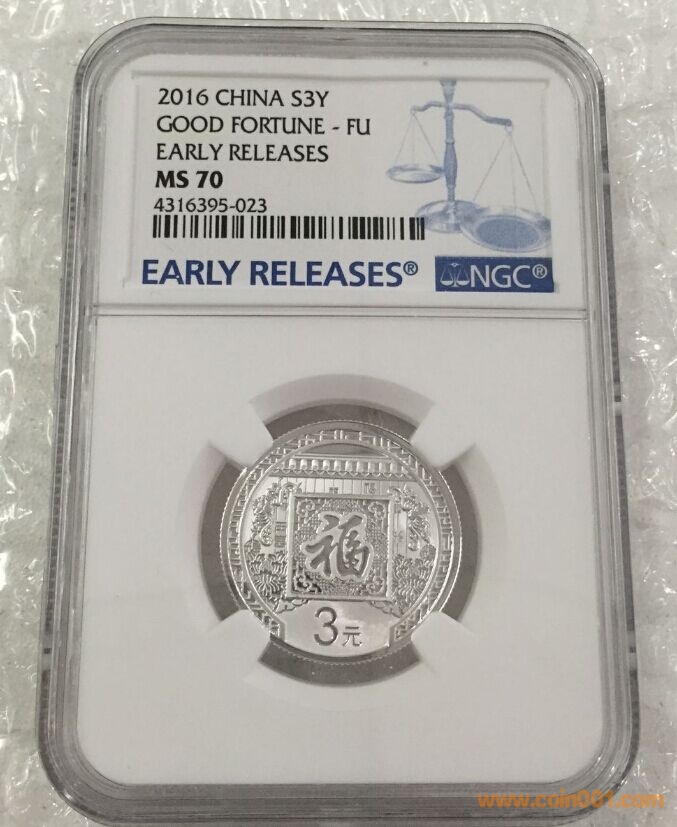 2016 CHINA S3Y
GOOD FORTUNE - FU
EARLY RELEASES
MS 70
4316395-023
EARLY RELEASES®
NGC®
福
3元
www.coin001.com